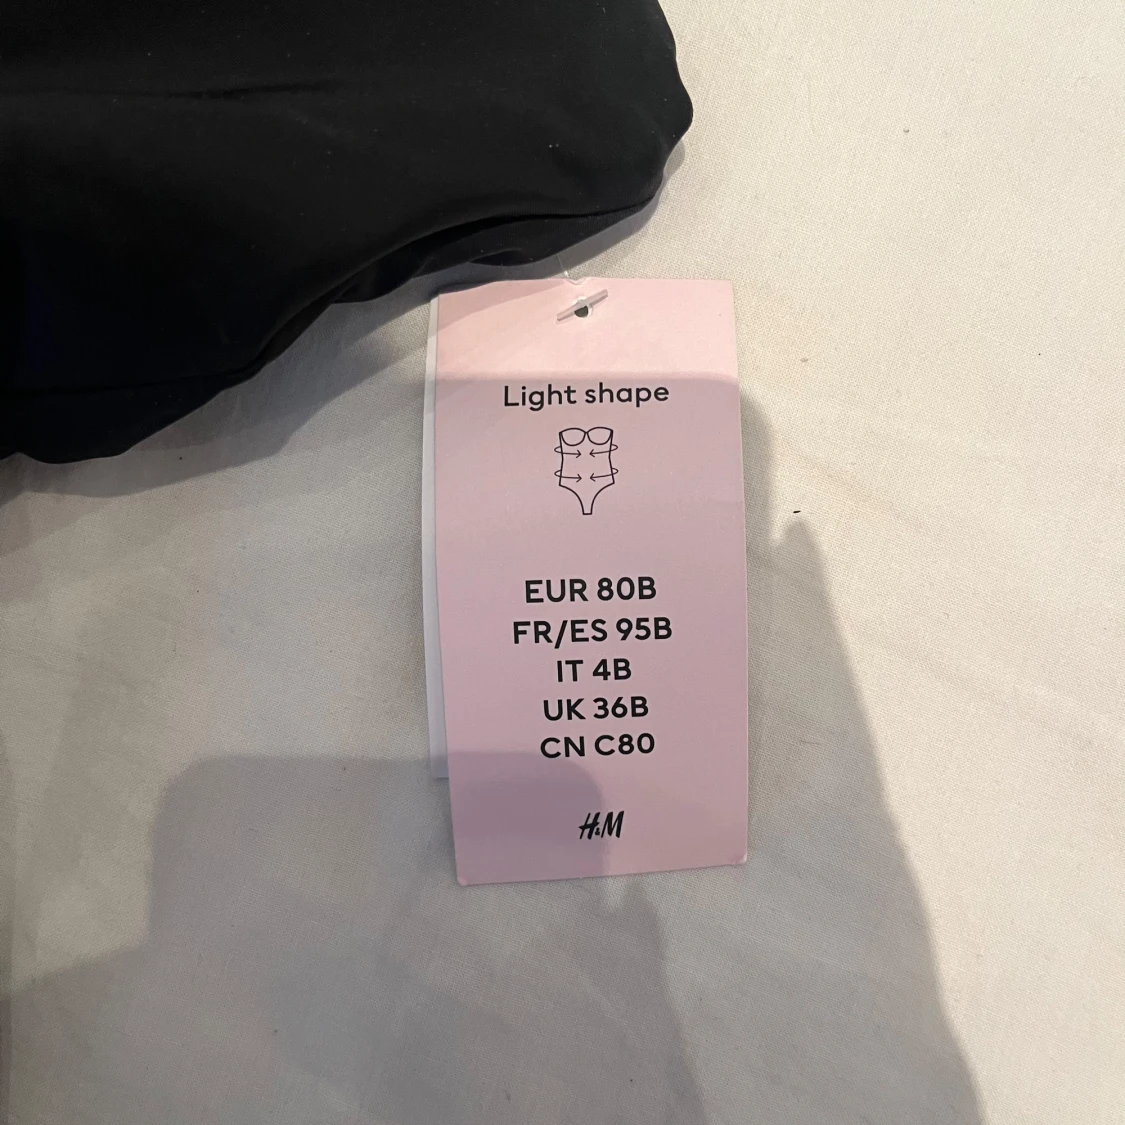 Light shape
EUR 80B
FR/ES 95B
IT 4B
UK 36B
CN C80
H&M